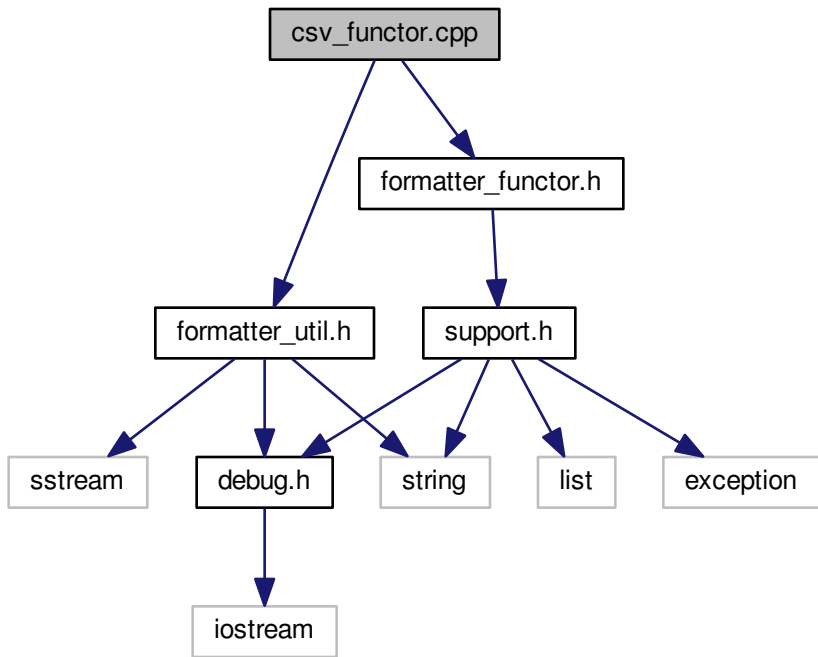 csv_functor.cpp
formatter_functor.h
formatter_util.h
support.h
sstream
debug.h
string
list
exception
iostream